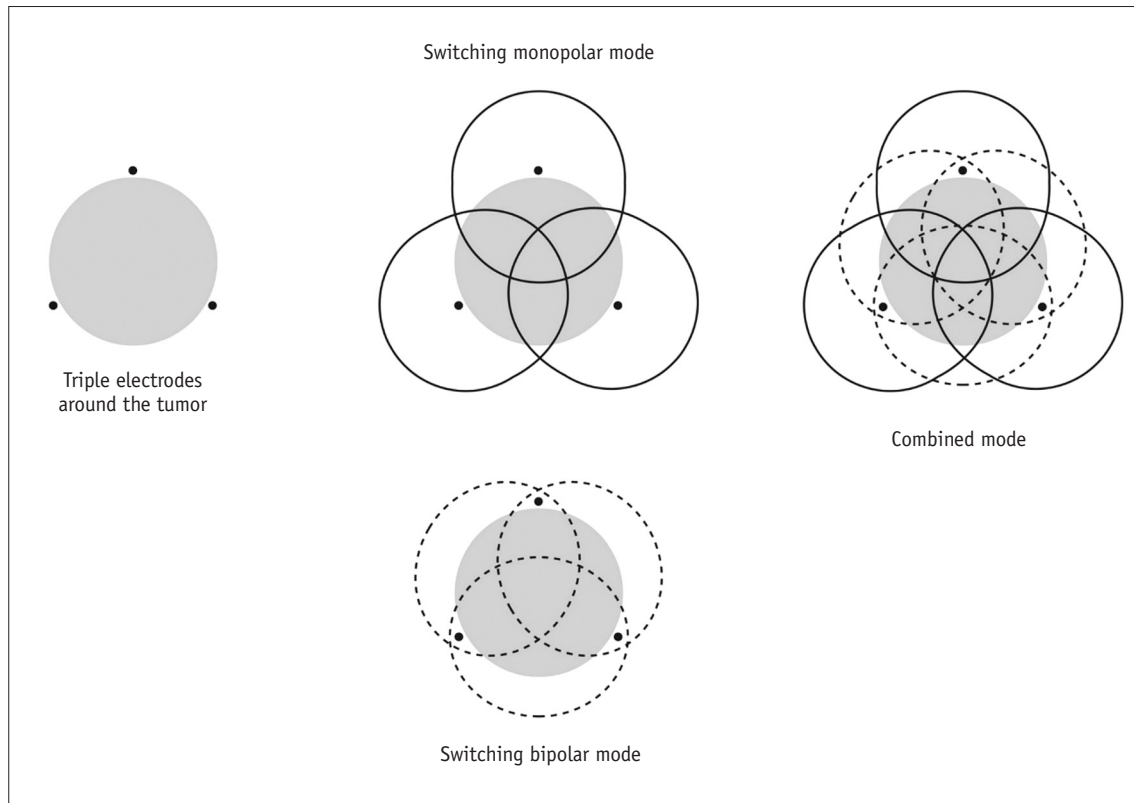 Switching monopolar mode
Triple electrodes
around the tumor
Combined mode
Switching bipolar mode